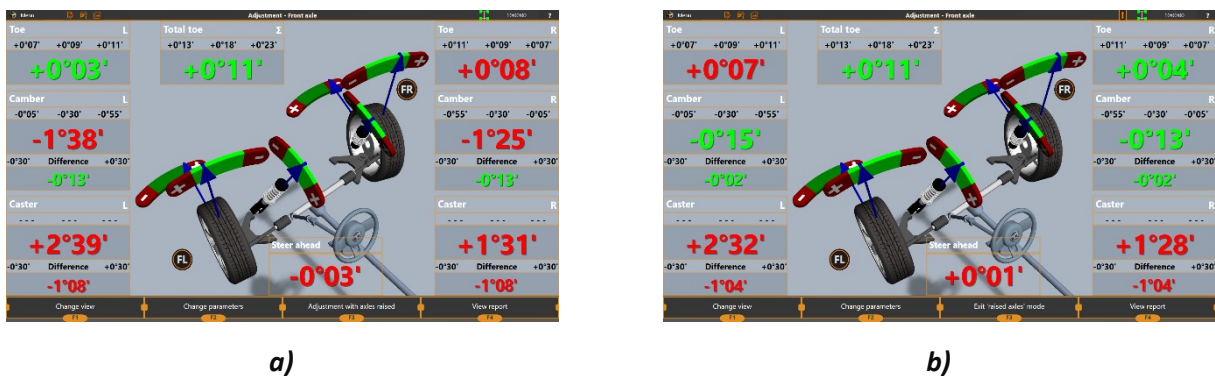 Menu
Adjustment - Front axle
?
Toe L
+0°07' +0°09' +0°11'
+0°03'
Total toe Σ
+0°13' +0°18' +0°23'
+0°11'
Toe R
+0°11' +0°09' +0°07'
+0°08'
Camber L
-0°05' -0°30' -0°55'
-1°38'
-0°30' Difference +0°30'
-0°13'
Camber R
-0°55' -0°30' -0°05'
-1°25'
-0°30' Difference +0°30'
-0°13'
Caster L
--- --- ---
+2°39'
-0°30' Difference +0°30'
-1°08'
Caster R
--- --- ---
+1°31'
-0°30' Difference +0°30'
-1°08'
FR
FL
Steer ahead
-0°03'
Change view
F1
Change parameters
F2
Adjustment with axles raised
F3
View report
F4
a)
Menu
Adjustment - Front axle
?
Toe L
+0°07' +0°09' +0°11'
+0°07'
Total toe Σ
+0°13' +0°18' +0°23'
+0°11'
Toe R
+0°11' +0°09' +0°07'
+0°04'
Camber L
-0°05' -0°30' -0°55'
-0°15'
-0°30' Difference +0°30'
-0°02'
Camber R
-0°55' -0°30' -0°05'
-0°13'
-0°30' Difference +0°30'
-0°02'
Caster L
--- --- ---
+2°32'
-0°30' Difference +0°30'
-1°04'
Caster R
--- --- ---
+1°28'
-0°30' Difference +0°30'
-1°04'
FR
FL
Steer ahead
+0°01'
Change view
F1
Change parameters
F2
Exit 'raised axles' mode
F3
View report
F4
b)